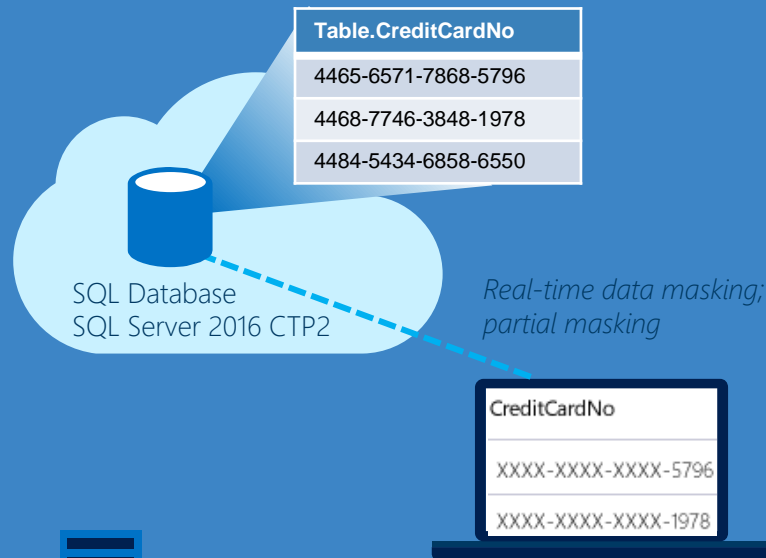 Table.CreditCardNo
4465-6571-7868-5796
4468-7746-3848-1978
4484-5434-6858-6550
SQL Database
SQL Server 2016 CTP2
Real-time data masking;
partial masking
CreditCardNo
XXXX-XXXX-XXXX-5796
XXXX-XXXX-XXXX-1978